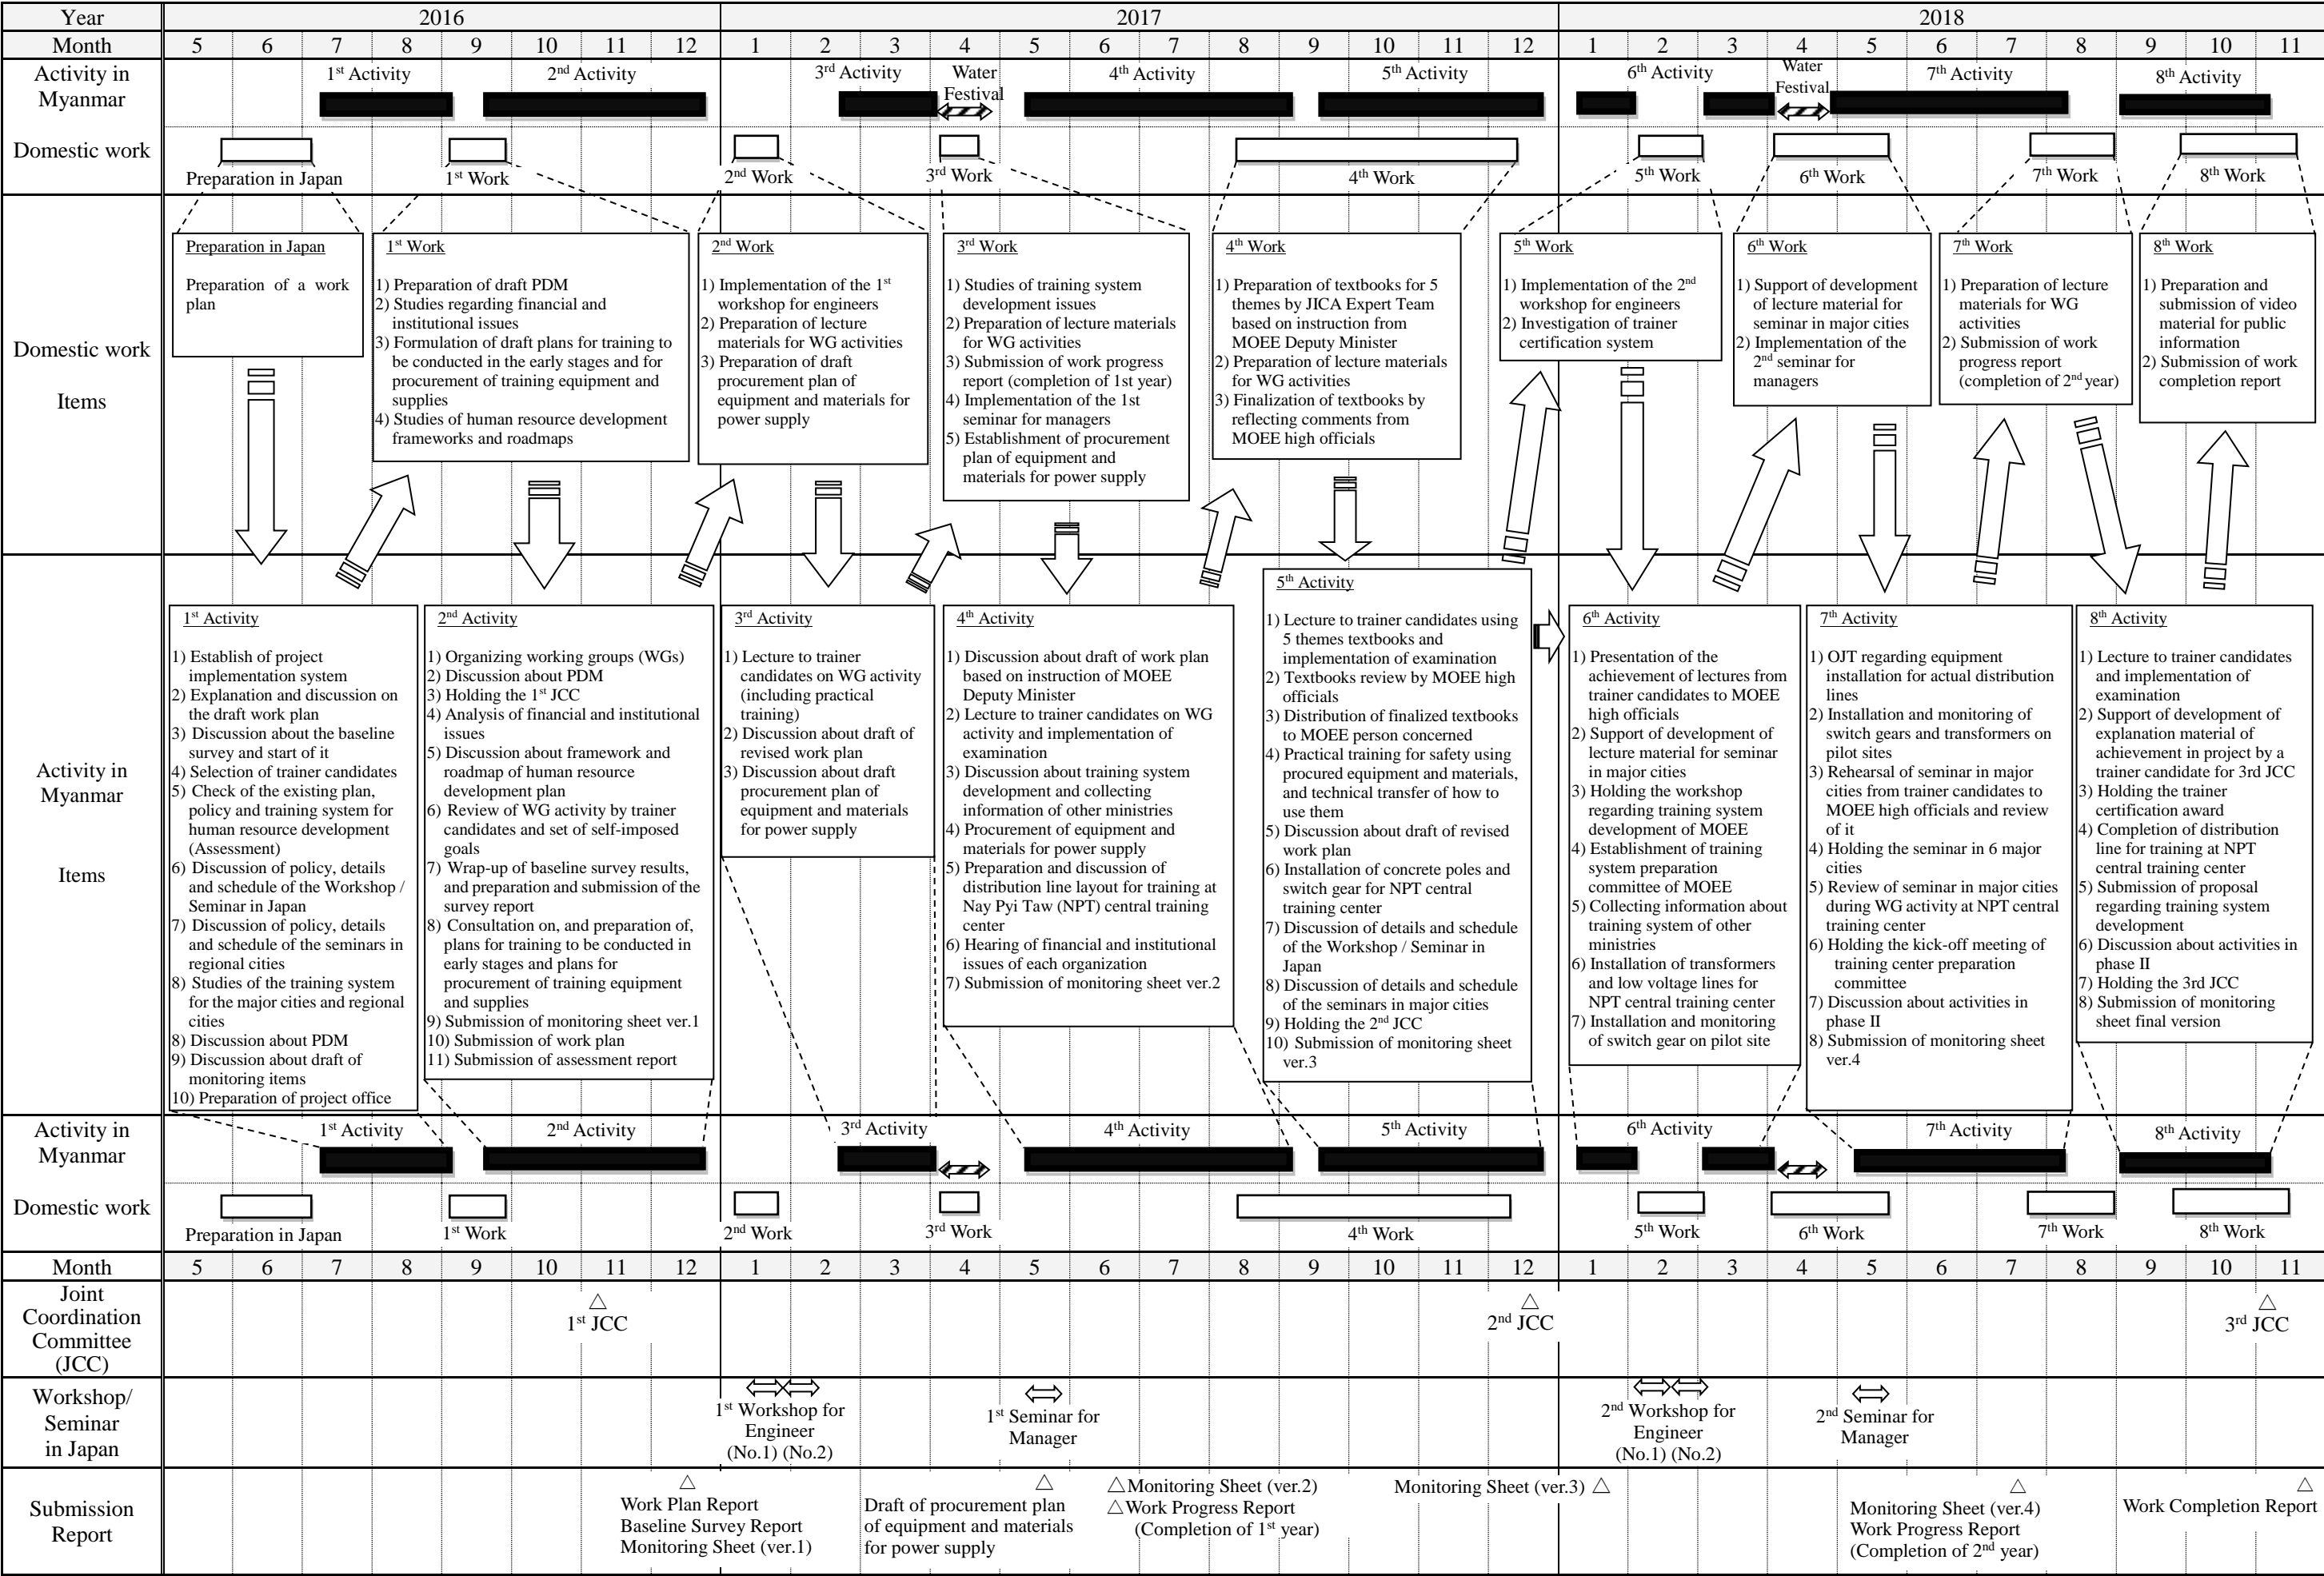 Year 2016 2017 2018
Month 5 6 7 8 9 10 11 12 1 2 3 4 5 6 7 8 9 10 11 12 1 2 3 4 5 6 7 8 9 10 11
Activity in
Myanmar
1st Activity
2nd Activity
3rd Activity
Water
Festival
4th Activity
5th Activity
6th Activity
Water
Festival
7th Activity
8th Activity
Domestic work
Preparation in Japan
1st Work
2nd Work
3rd Work
4th Work
5th Work
6th Work
7th Work
8th Work
Domestic work
Items
Preparation in Japan
Preparation of a work
plan
1st Work
1) Preparation of draft PDM
2) Studies regarding financial and
institutional issues
3) Formulation of draft plans for training to
be conducted in the early stages and for
procurement of training equipment and
supplies
4) Studies of human resource development
frameworks and roadmaps
2nd Work
1) Implementation of the 1st
workshop for engineers
2) Preparation of lecture
materials for WG activities
3) Preparation of draft
procurement plan of
equipment and materials for
power supply
3rd Work
1) Studies of training system
development issues
2) Preparation of lecture materials
for WG activities
3) Submission of work progress
report (completion of 1st year)
4) Implementation of the 1st
seminar for managers
5) Establishment of procurement
plan of equipment and
materials for power supply
4th Work
1) Preparation of textbooks for 5
themes by JICA Expert Team
based on instruction from
MOEE Deputy Minister
2) Preparation of lecture materials
for WG activities
3) Finalization of textbooks by
reflecting comments from
MOEE high officials
5th Work
1) Implementation of the 2nd
workshop for engineers
2) Investigation of trainer
certification system
6th Work
1) Support of development
of lecture material for
seminar in major cities
2) Implementation of the
2nd seminar for
managers
7th Work
1) Preparation of lecture
materials for WG
activities
2) Submission of work
progress report
(completion of 2nd year)
8th Work
1) Preparation and
submission of video
material for public
information
2) Submission of work
completion report
Activity in
Myanmar
Items
1st Activity
1) Establish of project
implementation system
2) Explanation and discussion on
the draft work plan
3) Discussion about the baseline
survey and start of it
4) Selection of trainer candidates
5) Check of the existing plan,
policy and training system for
human resource development
(Assessment)
6) Discussion of policy, details
and schedule of the Workshop /
Seminar in Japan
7) Discussion of policy, details
and schedule of the seminars in
regional cities
8) Studies of the training system
for the major cities and regional
cities
8) Discussion about PDM
9) Discussion about draft of
monitoring items
10) Preparation of project office
2nd Activity
1) Organizing working groups (WGs)
2) Discussion about PDM
3) Holding the 1st JCC
4) Analysis of financial and institutional
issues
5) Discussion about framework and
roadmap of human resource
development plan
6) Review of WG activity by trainer
candidates and set of self-imposed
goals
7) Wrap-up of baseline survey results,
and preparation and submission of the
survey report
8) Consultation on, and preparation of,
plans for training to be conducted in
early stages and plans for
procurement of training equipment
and supplies
9) Submission of monitoring sheet ver.1
10) Submission of work plan
11) Submission of assessment report
3rd Activity
1) Lecture to trainer
candidates on WG activity
(including practical
training)
2) Discussion about draft of
revised work plan
3) Discussion about draft
procurement plan of
equipment and materials
for power supply
4th Activity
1) Discussion about draft of work plan
based on instruction of MOEE
Deputy Minister
2) Lecture to trainer candidates on WG
activity and implementation of
examination
3) Discussion about training system
development and collecting
information of other ministries
4) Procurement of equipment and
materials for power supply
5) Preparation and discussion of
distribution line layout for training at
Nay Pyi Taw (NPT) central training
center
6) Hearing of financial and institutional
issues of each organization
7) Submission of monitoring sheet ver.2
5th Activity
1) Lecture to trainer candidates using
5 themes textbooks and
implementation of examination
2) Textbooks review by MOEE high
officials
3) Distribution of finalized textbooks
to MOEE person concerned
4) Practical training for safety using
procured equipment and materials,
and technical transfer of how to
use them
5) Discussion about draft of revised
work plan
6) Installation of concrete poles and
switch gear for NPT central
training center
7) Discussion of details and schedule
of the Workshop / Seminar in
Japan
8) Discussion of details and schedule
of the seminars in major cities
9) Holding the 2nd JCC
10) Submission of monitoring sheet
ver.3
6th Activity
1) Presentation of the
achievement of lectures from
trainer candidates to MOEE
high officials
2) Support of development of
lecture material for seminar
in major cities
3) Holding the workshop
regarding training system
development of MOEE
4) Establishment of training
system preparation
committee of MOEE
5) Collecting information about
training system of other
ministries
6) Installation of transformers
and low voltage lines for
NPT central training center
7) Installation and monitoring
of switch gear on pilot site
7th Activity
1) OJT regarding equipment
installation for actual distribution
lines
2) Installation and monitoring of
switch gears and transformers on
pilot sites
3) Rehearsal of seminar in major
cities from trainer candidates to
MOEE high officials and review
of it
4) Holding the seminar in 6 major
cities
5) Review of seminar in major cities
during WG activity at NPT central
training center
6) Holding the kick-off meeting of
training center preparation
committee
7) Discussion about activities in
phase II
8) Submission of monitoring sheet
ver.4
8th Activity
1) Lecture to trainer candidates
and implementation of
examination
2) Support of development of
explanation material of
achievement in project by a
trainer candidate for 3rd JCC
3) Holding the trainer
certification award
4) Completion of distribution
line for training at NPT
central training center
5) Submission of proposal
regarding training system
development
6) Discussion about activities in
phase II
7) Holding the 3rd JCC
8) Submission of monitoring
sheet final version
Activity in
Myanmar
1st Activity
2nd Activity
3rd Activity
4th Activity
5th Activity
6th Activity
7th Activity
8th Activity
Domestic work
Preparation in Japan
1st Work
2nd Work
3rd Work
4th Work
5th Work
6th Work
7th Work
8th Work
Month 5 6 7 8 9 10 11 12 1 2 3 4 5 6 7 8 9 10 11 12 1 2 3 4 5 6 7 8 9 10 11
Joint
Coordination
Committee
(JCC)
1st JCC
2nd JCC
3rd JCC
Workshop/
Seminar
in Japan
1st Workshop for
Engineer
(No.1) (No.2)
1st Seminar for
Manager
2nd Workshop for
Engineer
(No.1) (No.2)
2nd Seminar for
Manager
Submission
Report
Work Plan Report
Baseline Survey Report
Monitoring Sheet (ver.1)
Draft of procurement plan
of equipment and materials
for power supply
△Monitoring Sheet (ver.2)
△Work Progress Report
(Completion of 1st year)
Monitoring Sheet (ver.3) △
Monitoring Sheet (ver.4)
Work Progress Report
(Completion of 2nd year)
Work Completion Report